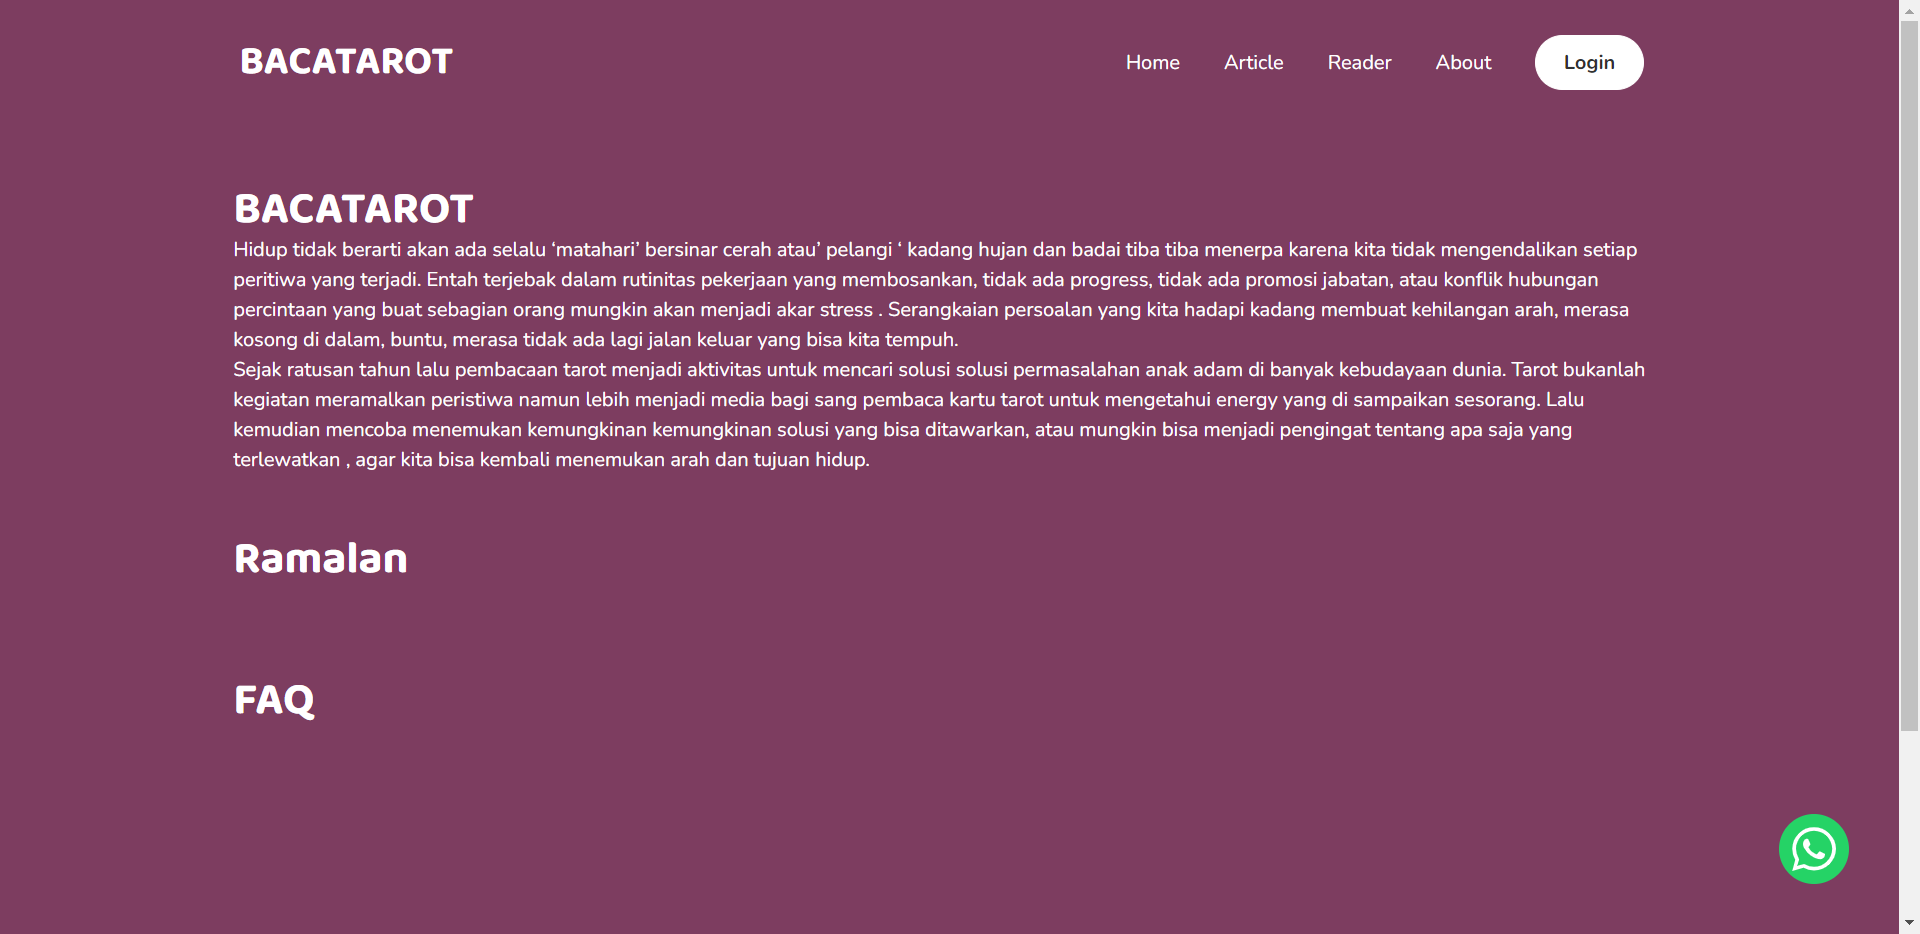 BACATAROT
Home Article Reader About Login
BACATAROT
Hidup tidak berarti akan ada selalu ‘matahari’ bersinar cerah atau’ pelangi ‘ kadang hujan dan badai tiba tiba menerpa karena kita tidak mengendalikan setiap
peritiwa yang terjadi. Entah terjebak dalam rutinitas pekerjaan yang membosankan, tidak ada progress, tidak ada promosi jabatan, atau konflik hubungan
percintaan yang buat sebagian orang mungkin akan menjadi akar stress . Serangkaian persoalan yang kita hadapi kadang membuat kehilangan arah, merasa
kosong di dalam, buntu, merasa tidak ada lagi jalan keluar yang bisa kita tempuh.
Sejak ratusan tahun lalu pembacaan tarot menjadi aktivitas untuk mencari solusi solusi permasalahan anak adam di banyak kebudayaan dunia. Tarot bukanlah
kegiatan meramalkan peristiwa namun lebih menjadi media bagi sang pembaca kartu tarot untuk mengetahui energy yang di sampaikan sesorang. Lalu
kemudian mencoba menemukan kemungkinan kemungkinan solusi yang bisa ditawarkan, atau mungkin bisa menjadi pengingat tentang apa saja yang
terlewatkan , agar kita bisa kembali menemukan arah dan tujuan hidup.
Ramalan
FAQ